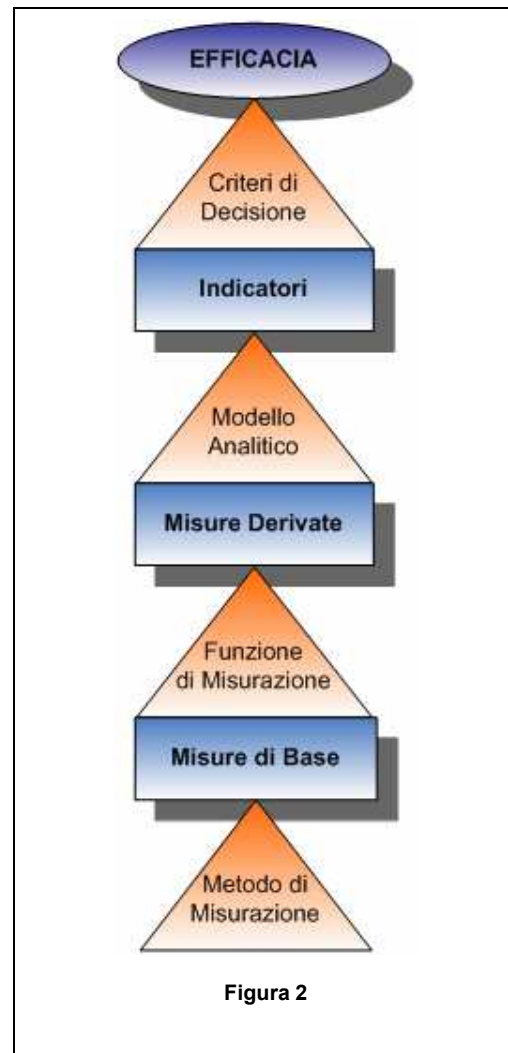 EFFICACIA
Criteri di
Decisione
Indicatori
Modello
Analitico
Misure Derivate
Funzione
di Misurazione
Misure di Base
Metodo di
Misurazione
Figura 2